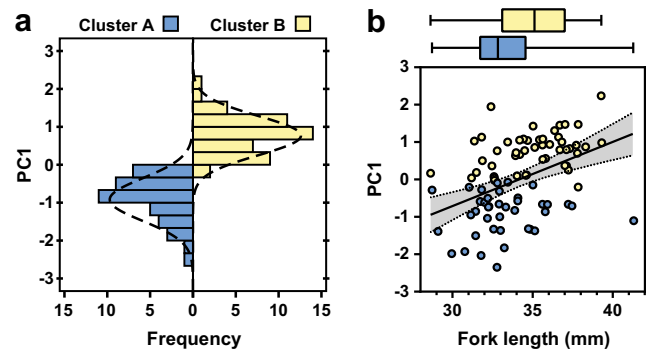 a
Cluster A
Cluster B
PC1
3
2
1
0
-1
-2
-3
15 10 5 0 5 10 15
Frequency
b
PC1
3
2
1
0
-1
-2
-3
30 35 40
Fork length (mm)